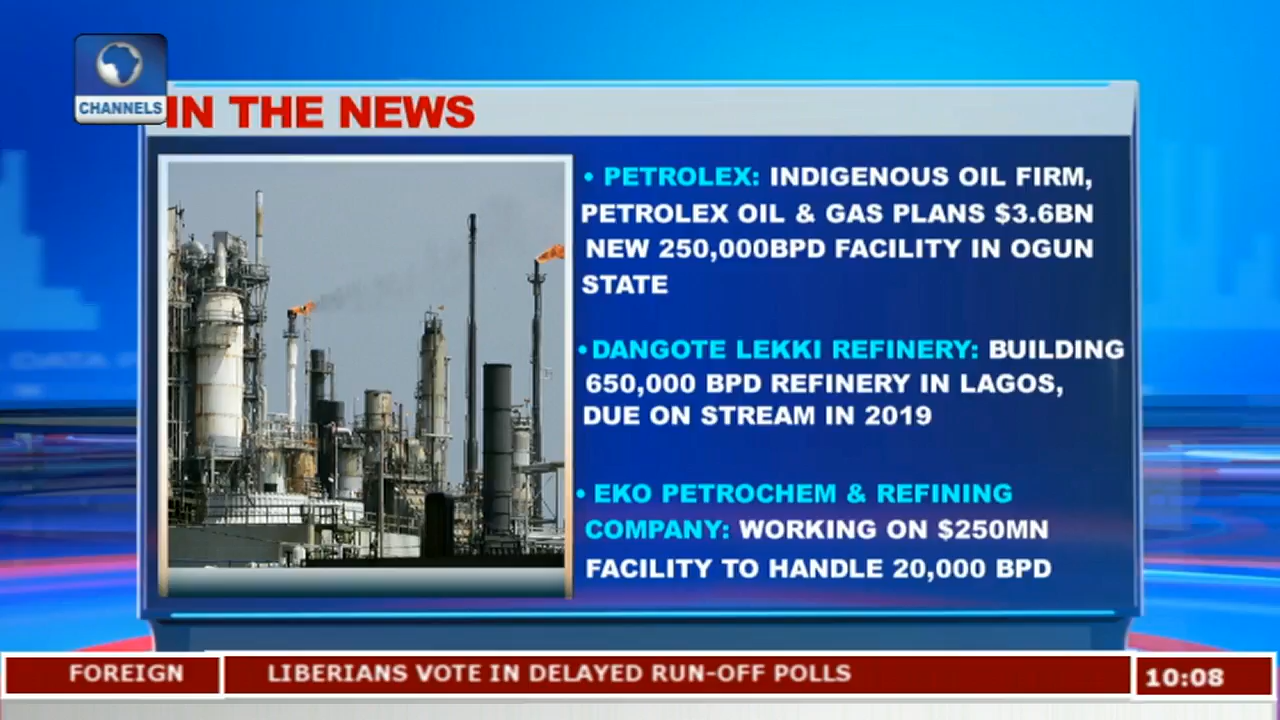 CHANNELS
IN THE NEWS
• PETROLEX: INDIGENOUS OIL FIRM,
PETROLEX OIL & GAS PLANS $3.6BN
NEW 250,000BPD FACILITY IN OGUN
STATE
• DANGOTE LEKKI REFINERY: BUILDING
650,000 BPD REFINERY IN LAGOS,
DUE ON STREAM IN 2019
• EKO PETROCHEM & REFINING
COMPANY: WORKING ON $250MN
FACILITY TO HANDLE 20,000 BPD
FOREIGN
LIBERIANS VOTE IN DELAYED RUN-OFF POLLS
10:08